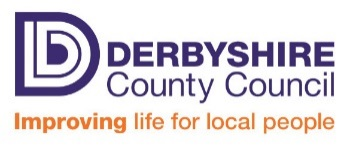 DERBYSHIRE
County Council
Improving life for local people